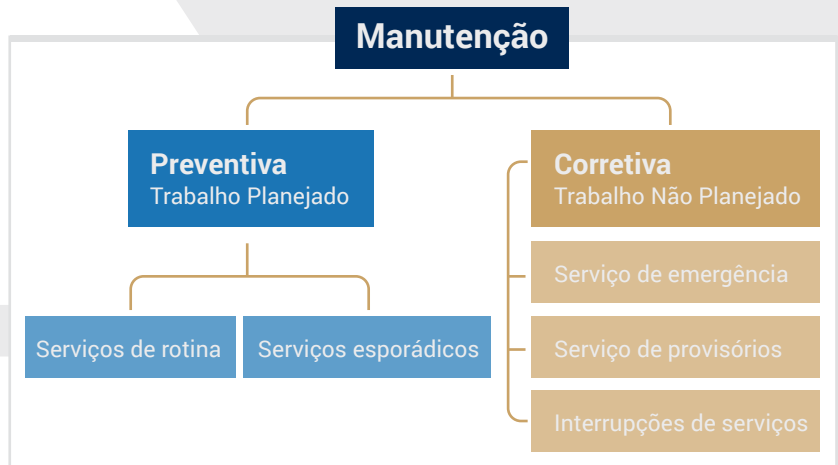 Manutenção
Preventiva
Trabalho Planejado
Corretiva
Trabalho Não Planejado
Serviços de rotina
Serviços esporádicos
Serviço de emergência
Serviço de provisórios
Interrupções de serviços